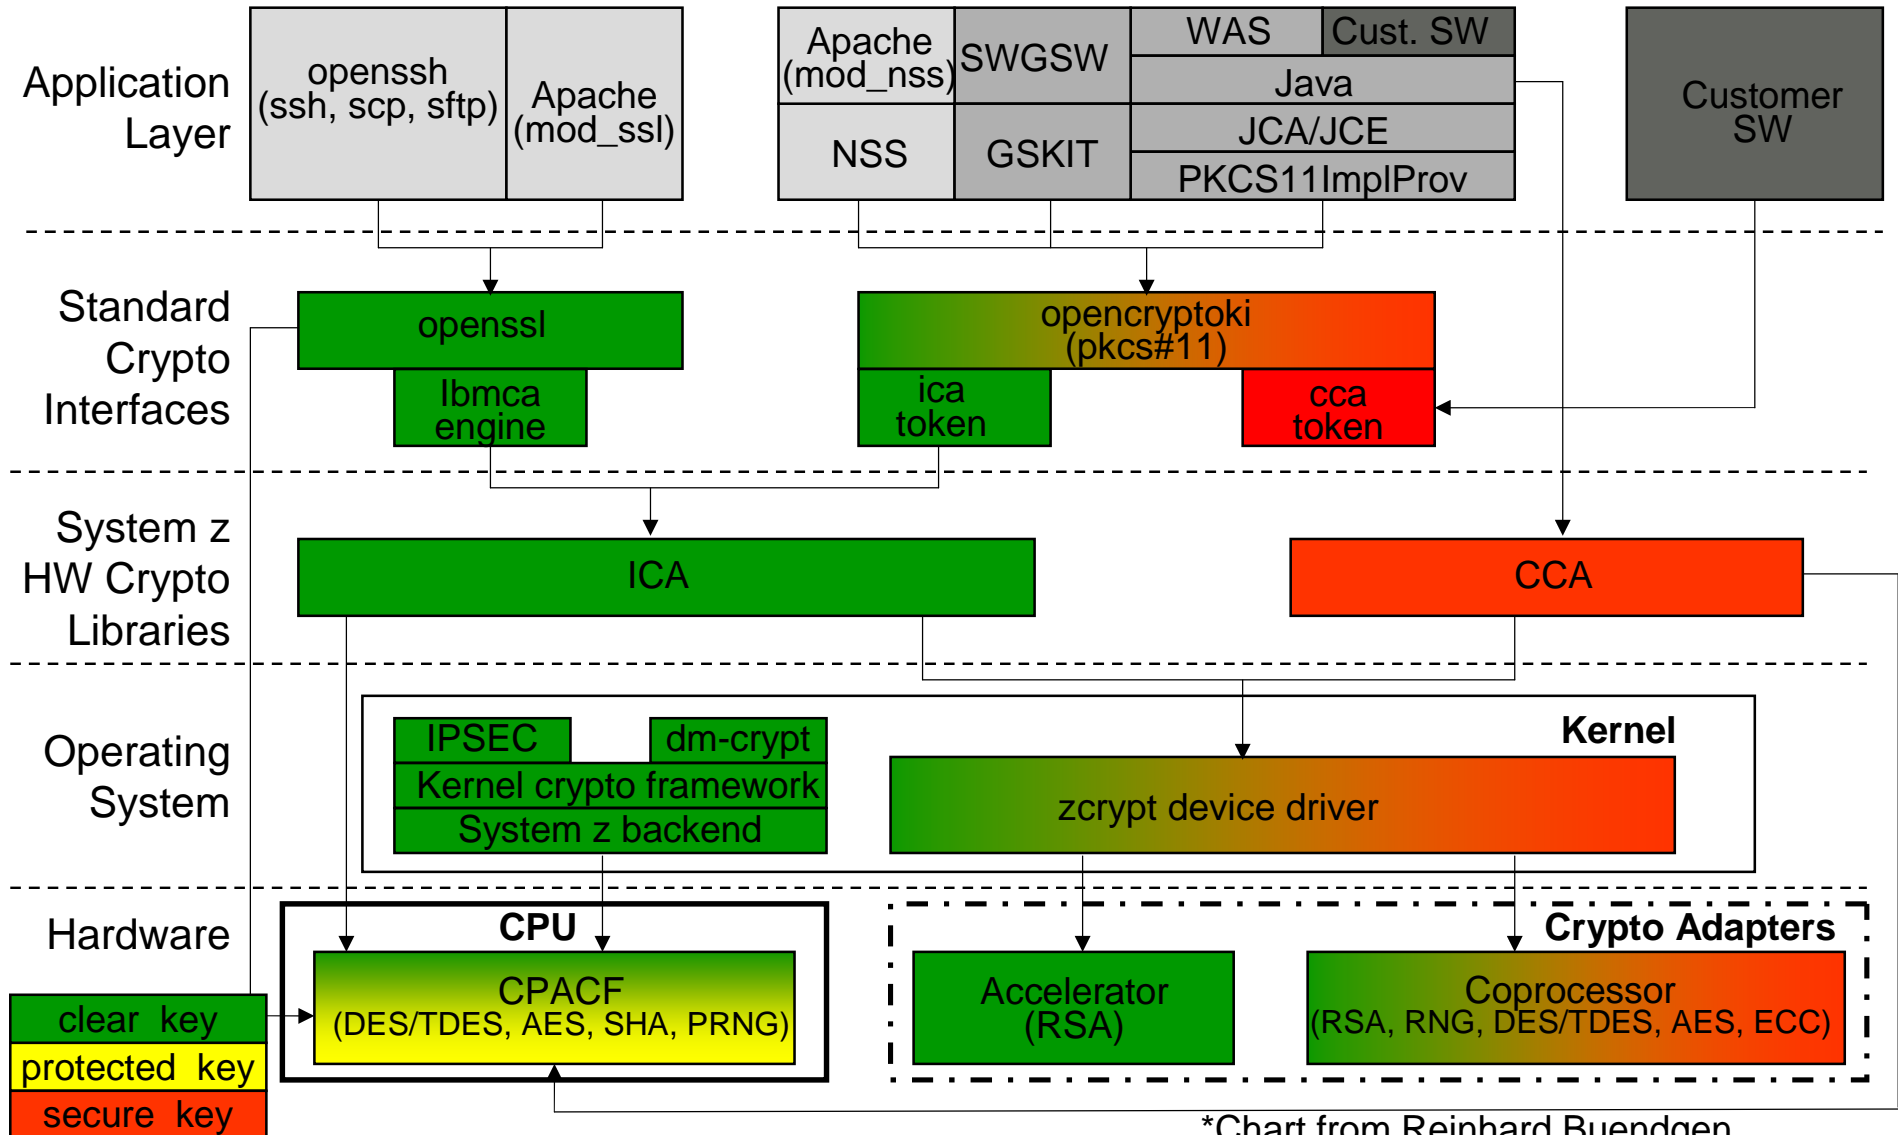 Application
Layer
openssh
(ssh, scp, sftp)
Apache
(mod_ssl)
Apache
(mod_nss)
NSS
SWGSW
GSKIT
WAS
Cust. SW
Java
JCA/JCE
PKCS11ImplProv
Customer
SW
Standard
Crypto
Interfaces
openssl
Ibmca
engine
opencryptoki
(pkcs#11)
ica
token
cca
token
System z
HW Crypto
Libraries
ICA
CCA
Operating
System
IPSEC
dm-crypt
Kernel crypto framework
System z backend
Kernel
zcrypt device driver
Hardware
CPU
CPACF
(DES/TDES, AES, SHA, PRNG)
Crypto Adapters
Accelerator
(RSA)
Coprocessor
(RSA, RNG, DES/TDES, AES, ECC)
clear key
protected key
secure key
*Chart from Reinhard Buendgen